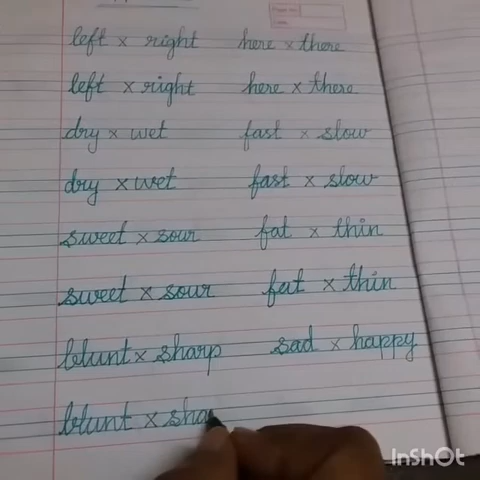 left × right here × there
left × right here × there
dry × wet fast × slow
dry × wet fast × slow
sweet × sour fat × thin
sweet × sour fat × thin
blunt × sharp sad × happy
blunt × sha
InShOt